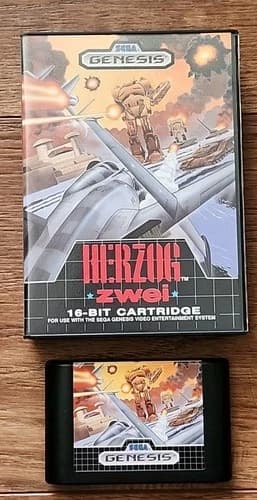 SEGA
GENESIS
HERZOG
zwei
16-BIT CARTRIDGE
FOR USE WITH THE SEGA GENESIS VIDEO ENTERTAINMENT SYSTEM
SEGA
GENESIS